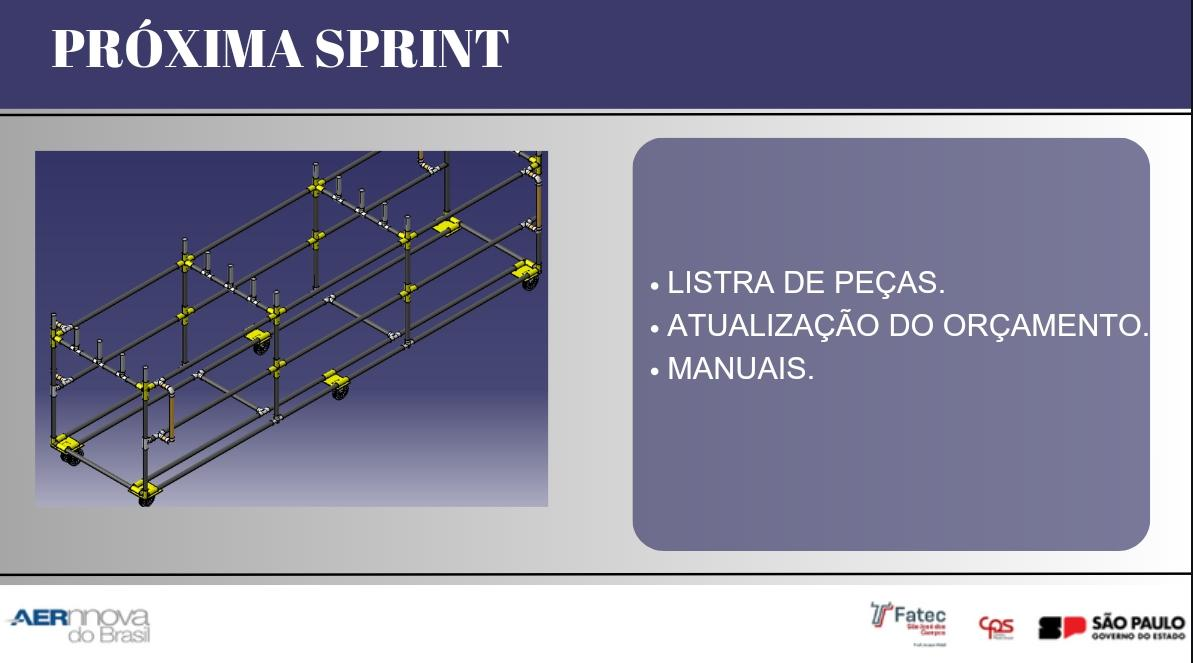 PRÓXIMA SPRINT
• LISTRA DE PEÇAS.
• ATUALIZAÇÃO DO ORÇAMENTO.
• MANUAIS.
AERnnova
do Brasil
Fatec
São José dos
Campos
cps
SÃO PAULO
GOVERNO DO ESTADO